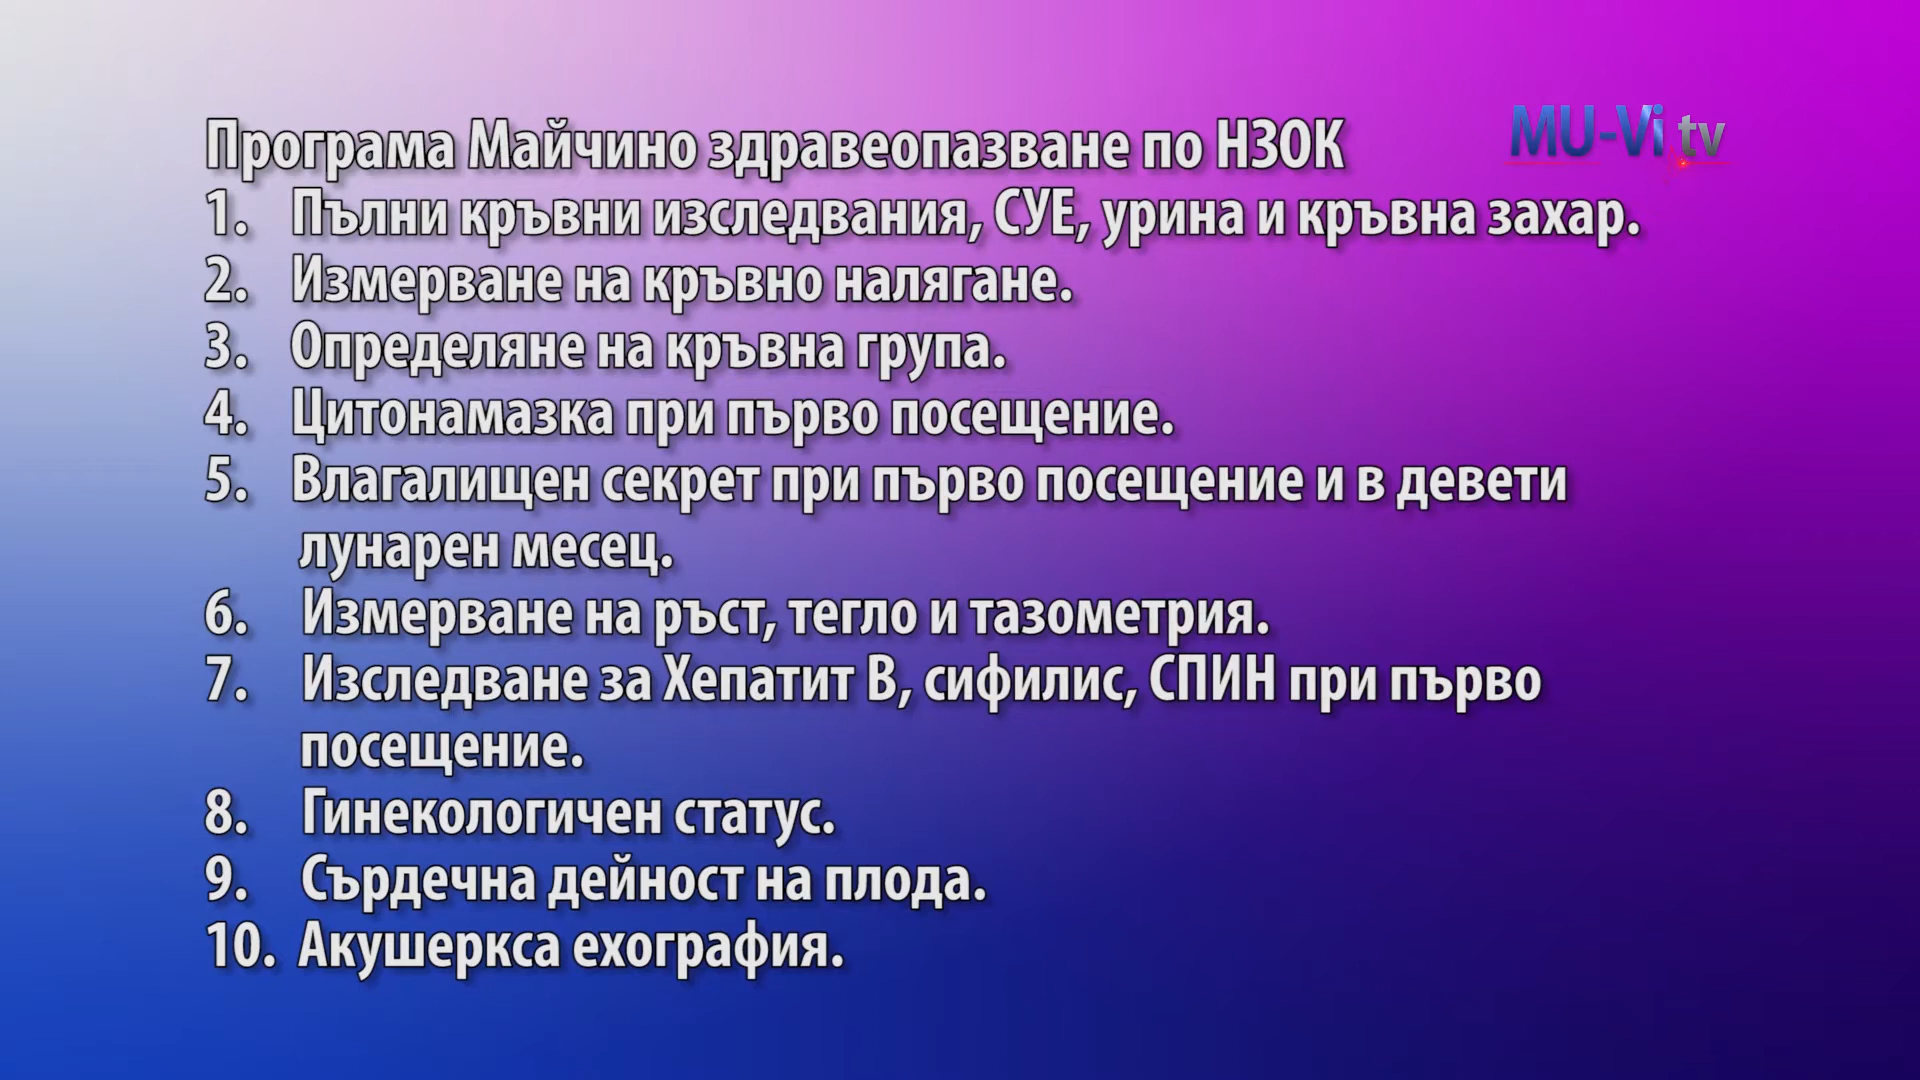 Програма Майчино здравеопазване по НЗОК
MU-Vi.tv
1. Пълни кръвни изследвания, СУЕ, урина и кръвна захар.
2. Измерване на кръвно налягане.
3. Определяне на кръвна група.
4. Цитонамазка при първо посещение.
5. Влагалищен секрет при първо посещение и в девети
лунарен месец.
6. Измерване на ръст, тегло и тазометрия.
7. Изследване за Хепатит В, сифилис, СПИН при първо
посещение.
8. Гинекологичен статус.
9. Сърдечна дейност на плода.
10. Акушеркса ехография.